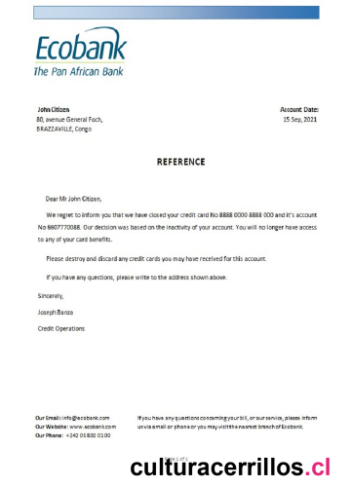 Ecobank
The Pan African Bank
John Citizen
Account Date:
80, avenue General Foch,
15 Sep, 2021
BRAZZAVILLE, Congo
REFERENCE
Dear Mr John Citizen,
We regret to inform you that we have closed your credit card No 8888 0000 8888 000 and it's account
No 6607770088. Our decision was based on the inactivity of your account. You will no longer have access
to any of your card benefits.
Please destroy and discard any credit cards you may have received for this account.
If you have any questions, please write to the address shown above.
Sincerely,
Joseph Banza
Credit Operations
Our Email: info@ecobank.com
If you have any questions concerning your bill, or our service, please inform
Our Website: www.ecobank.com
us via email or phone or you may visit the nearest branch of Ecobank.
Our Phone: +242 01 800 01 00
culturacerrillos.cl